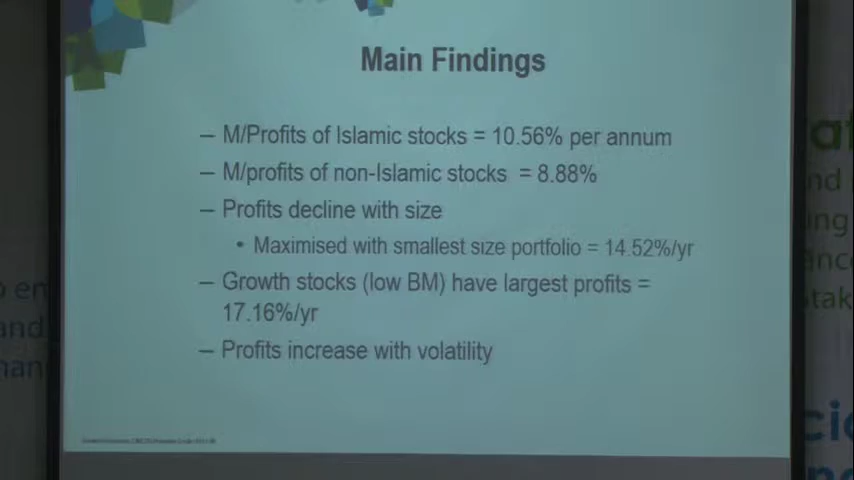 Main Findings
– M/Profits of Islamic stocks = 10.56% per annum
– M/profits of non-Islamic stocks = 8.88%
– Profits decline with size
• Maximised with smallest size portfolio = 14.52%/yr
– Growth stocks (low BM) have largest profits =
17.16%/yr
– Profits increase with volatility